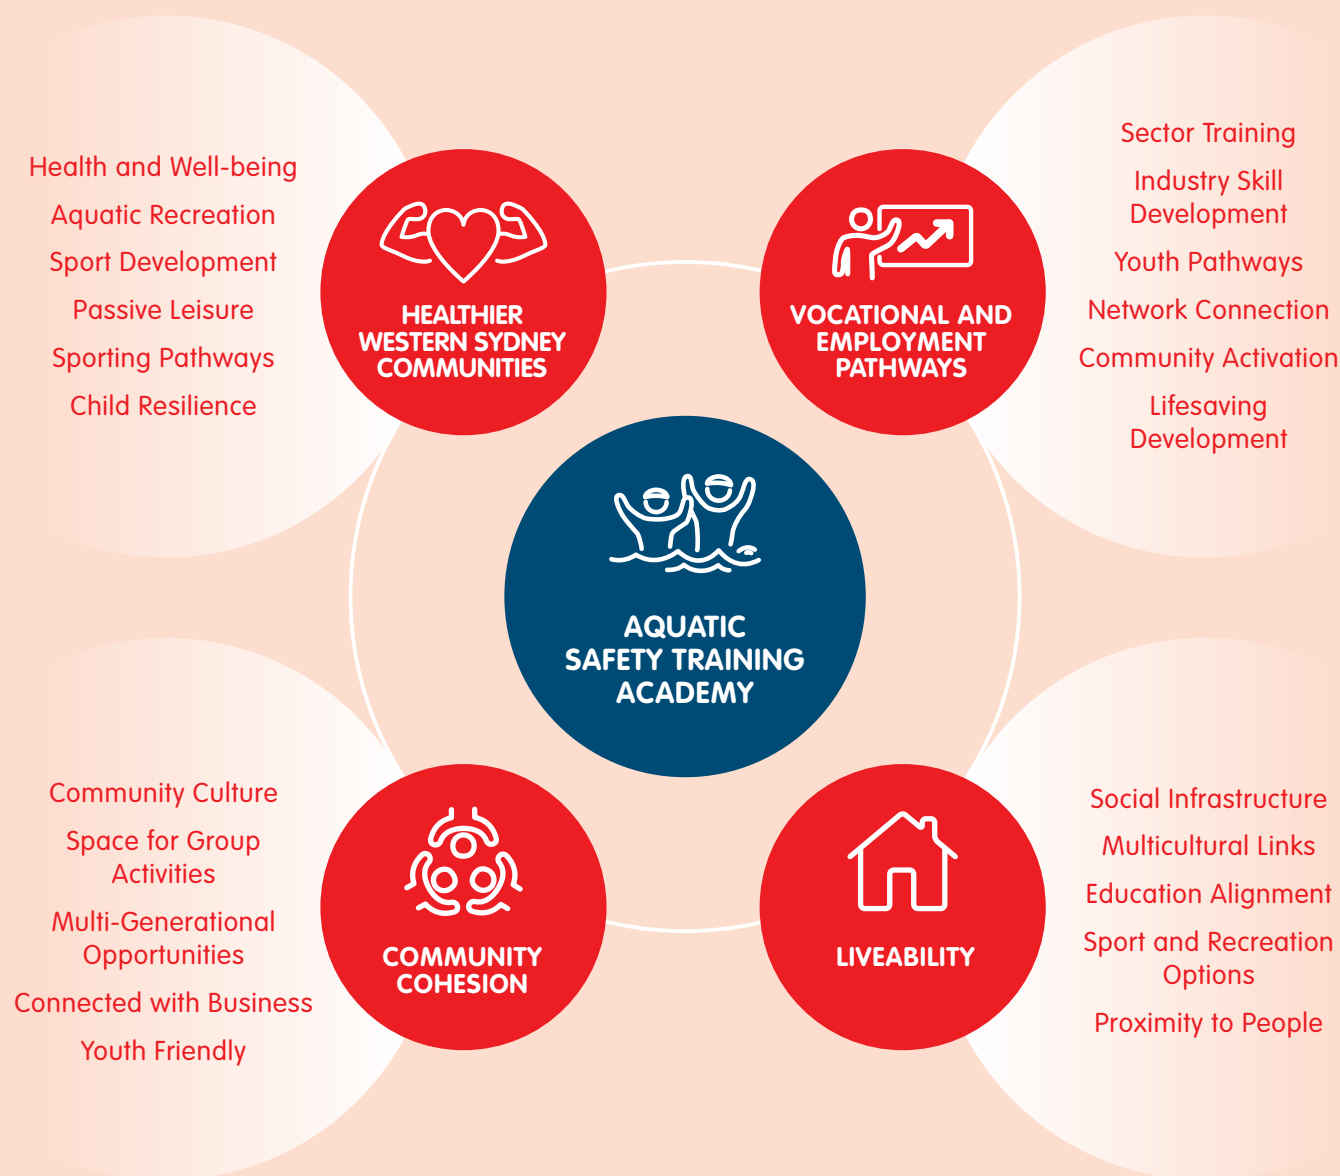 Health and Well-being
Aquatic Recreation
Sport Development
Passive Leisure
Sporting Pathways
Child Resilience
HEALTHIER
WESTERN SYDNEY
COMMUNITIES
VOCATIONAL AND
EMPLOYMENT
PATHWAYS
Sector Training
Industry Skill
Development
Youth Pathways
Network Connection
Community Activation
Lifesaving
Development
AQUATIC
SAFETY TRAINING
ACADEMY
Community Culture
Space for Group
Activities
Multi-Generational
Opportunities
Connected with Business
Youth Friendly
COMMUNITY
COHESION
LIVEABILITY
Social Infrastructure
Multicultural Links
Education Alignment
Sport and Recreation
Options
Proximity to People